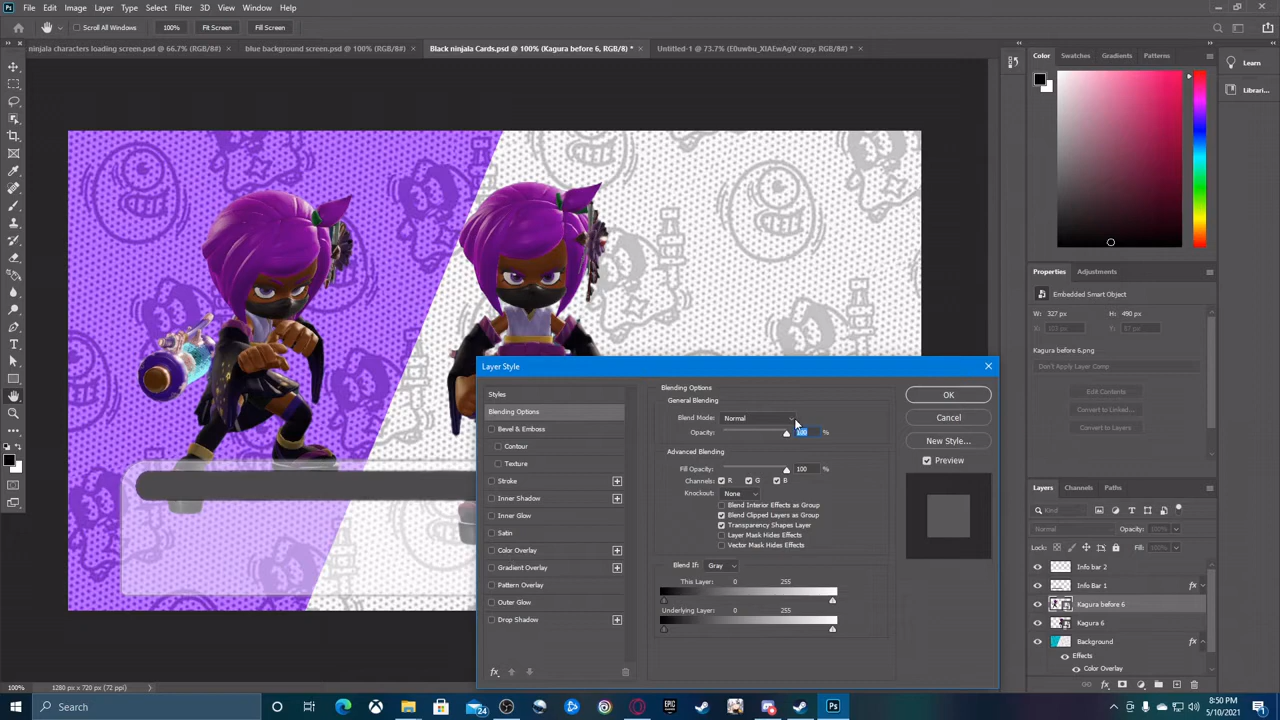 File Edit Image Layer Type Select Filter 3D View Window Help
Scroll All Windows 100% Fit Screen Fill Screen
ninjala characters loading screen.psd @ 66.7% (RGB/8) * × blue background screen.psd @ 100% (RGB/8#) × Black ninjala Cards.psd @ 100% (Kagura before 6, RGB/8) * × Untitled-1 @ 73.7% (E0uwbu_XIAEwAgV copy, RGB/8#) * ×
Color Swatches Gradients Patterns
Learn
Librari...
Properties Adjustments
Embedded Smart Object
W: 327 px H: 490 px
Kagura before 6.png
Don't Apply Layer Comp
Edit Contents
Convert to Linked...
Convert to Layers
Layer Style
Styles
Blending Options
Bevel & Emboss
Contour
Texture
Stroke
Inner Shadow
Inner Glow
Satin
Color Overlay
Gradient Overlay
Pattern Overlay
Outer Glow
Drop Shadow
fx
Blending Options
General Blending
Blend Mode: Normal
Opacity: 100 %
Advanced Blending
Fill Opacity: 100 %
Channels: R G B
Knockout: None
Blend Interior Effects as Group
Blend Clipped Layers as Group
Transparency Shapes Layer
Layer Mask Hides Effects
Vector Mask Hides Effects
Blend If: Gray
This Layer: 0 255
Underlying Layer: 0 255
OK
Cancel
New Style...
Preview
Layers Channels Paths
Kind
Normal Opacity: 100%
Lock: Fill: 100%
Info bar 2
Info Bar 1 fx
Kagura before 6
Kagura 6
Background fx
Effects
Color Overlay
100% 1280 px x 720 px (72 ppi)
Search
24
EPIC
Ps
8:50 PM
5/10/2021